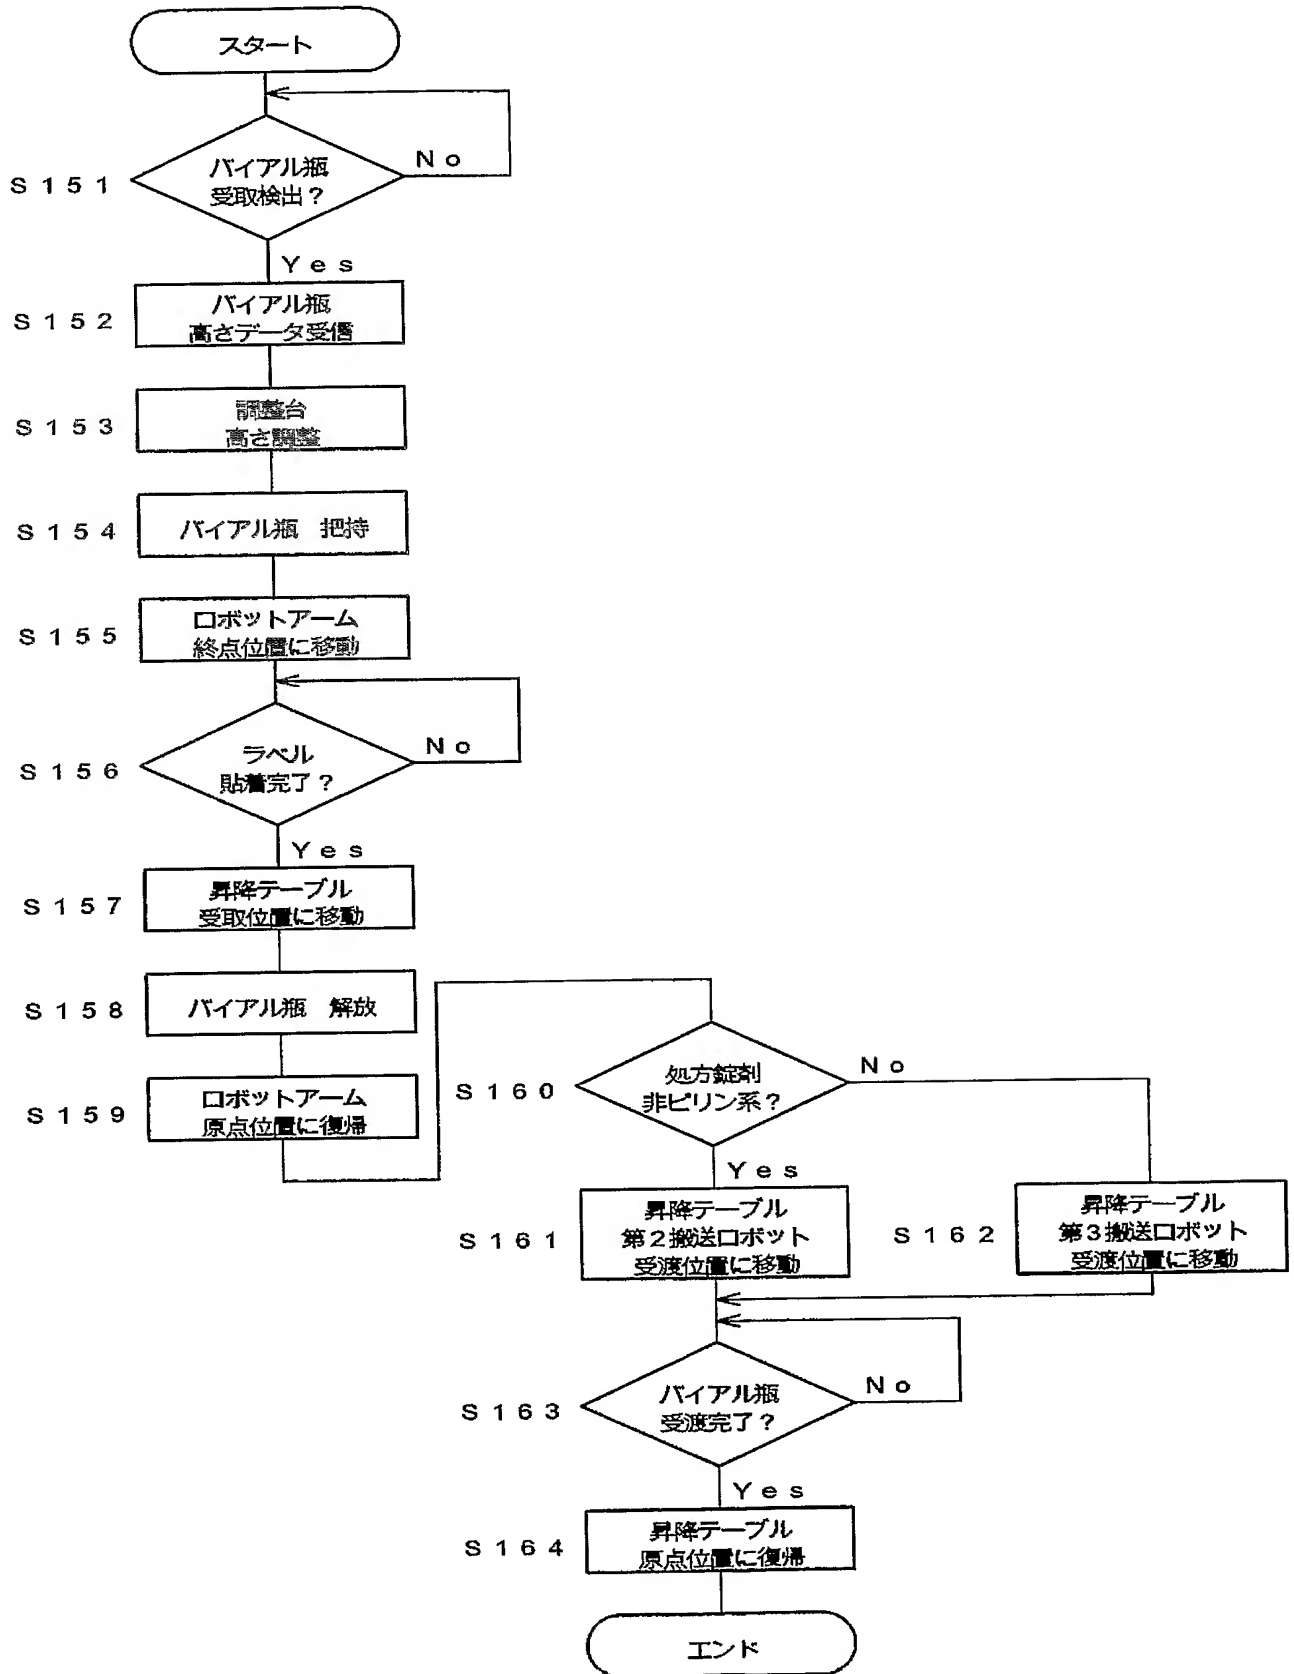 スタート
S151
バイアル瓶
受取検出?
No
Yes
S152
バイアル瓶
高さデータ受信
S153
調整台
高さ調整
S154
バイアル瓶 把持
S155
ロボットアーム
終点位置に移動
S156
ラベル
貼着完了?
No
Yes
S157
昇降テーブル
受取位置に移動
S158
バイアル瓶 解放
S159
ロボットアーム
原点位置に復帰
S160
処方錠剤
非ピリン系?
No
Yes
S161
昇降テーブル
第2搬送ロボット
受渡位置に移動
S162
昇降テーブル
第3搬送ロボット
受渡位置に移動
S163
バイアル瓶
受渡完了?
No
Yes
S164
昇降テーブル
原点位置に復帰
エンド